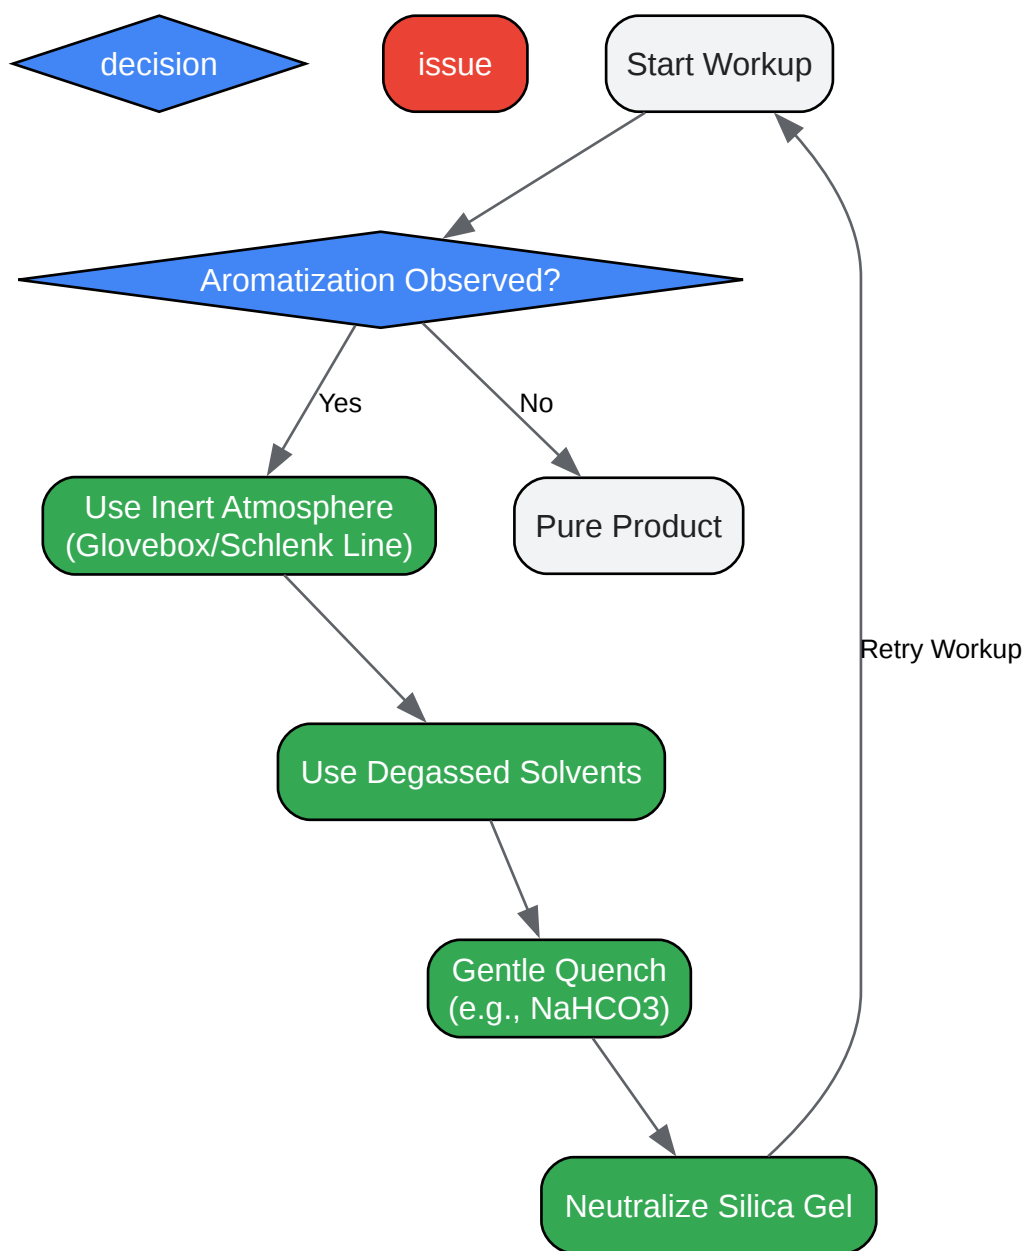 decision
issue
Start Workup
Aromatization Observed?
Yes
No
Use Inert Atmosphere
(Glovebox/Schlenk Line)
Pure Product
Retry Workup
Use Degassed Solvents
Gentle Quench
(e.g., NaHCO3)
Neutralize Silica Gel